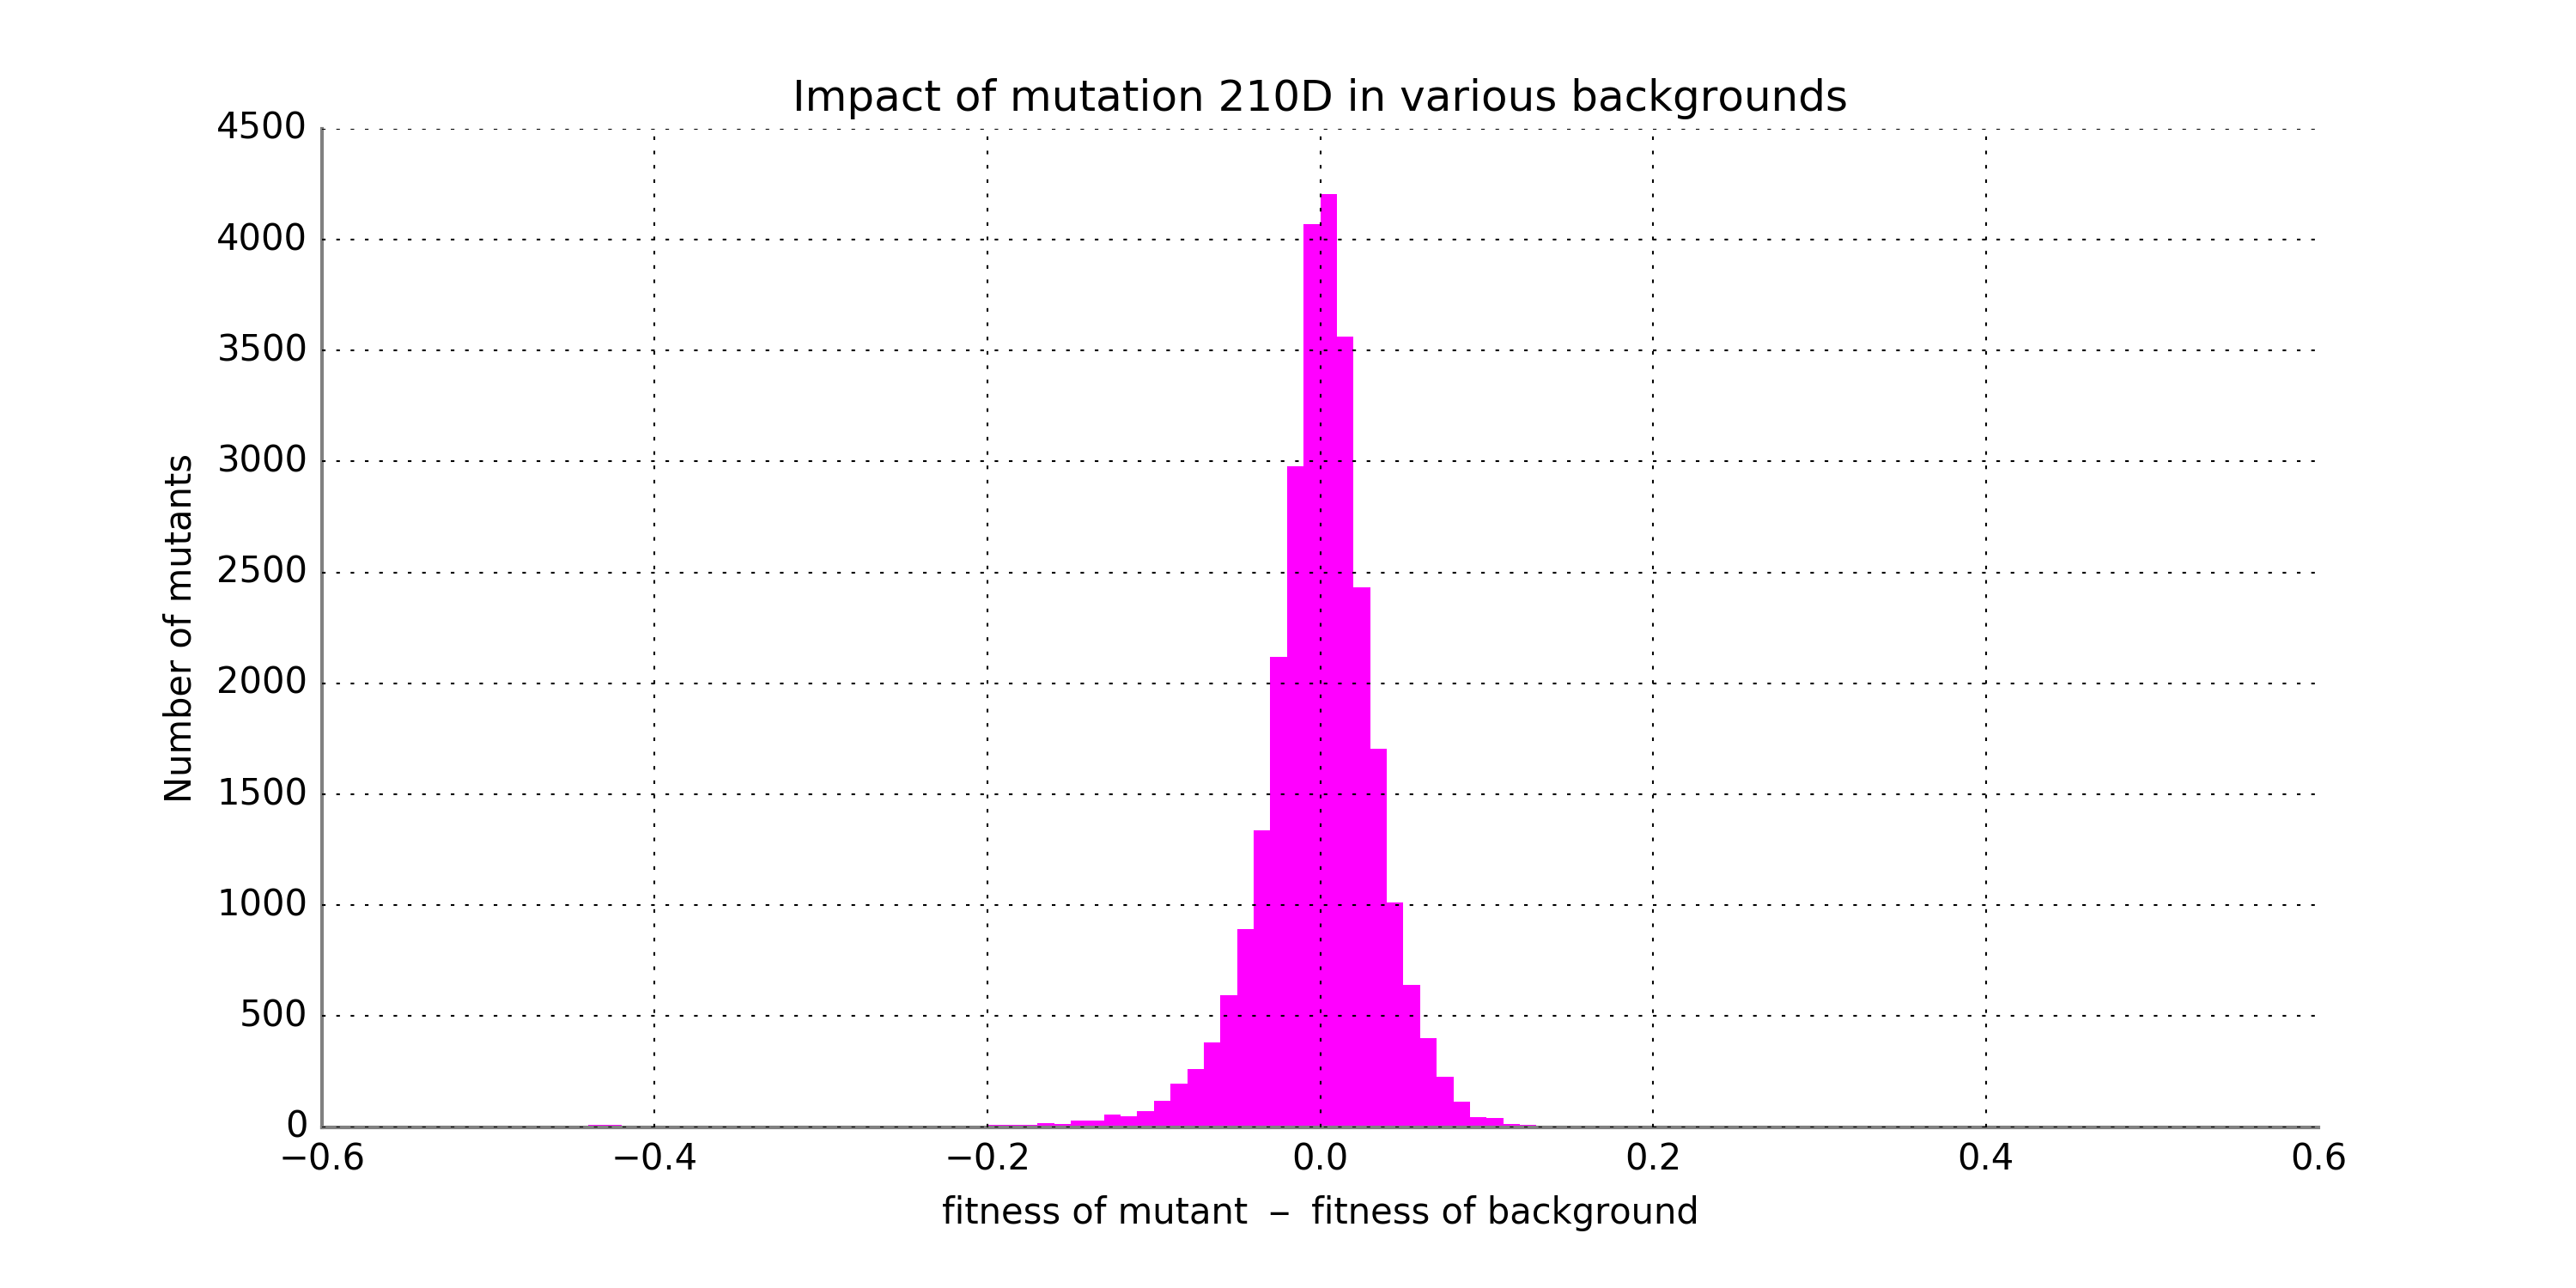 Impact of mutation 210D in various backgrounds
4500
4000
3500
3000
2500
2000
1500
1000
500
0
Number of mutants
−0.6 −0.4 −0.2 0.0 0.2 0.4 0.6
fitness of mutant − fitness of background